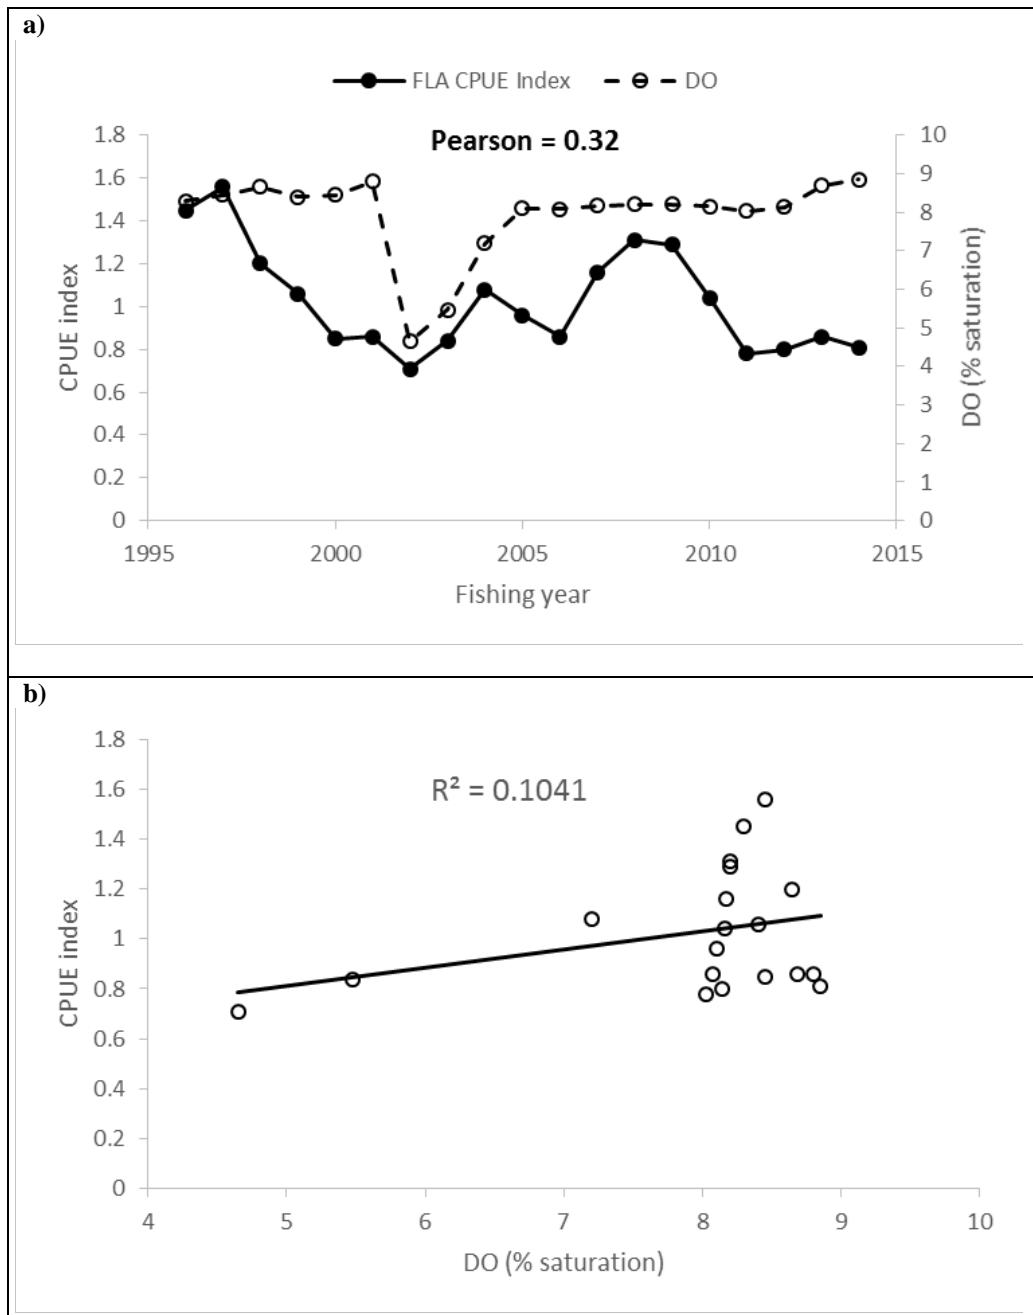 a)
FLA CPUE Index DO
Pearson = 0.32
1.8
1.6
1.4
1.2
1
0.8
0.6
0.4
0.2
0
CPUE index
10
9
8
7
6
5
4
3
2
1
0
DO (% saturation)
1995 2000 2005 2010 2015
Fishing year
b)
R² = 0.1041
1.8
1.6
1.4
1.2
1
0.8
0.6
0.4
0.2
0
CPUE index
4 5 6 7 8 9 10
DO (% saturation)